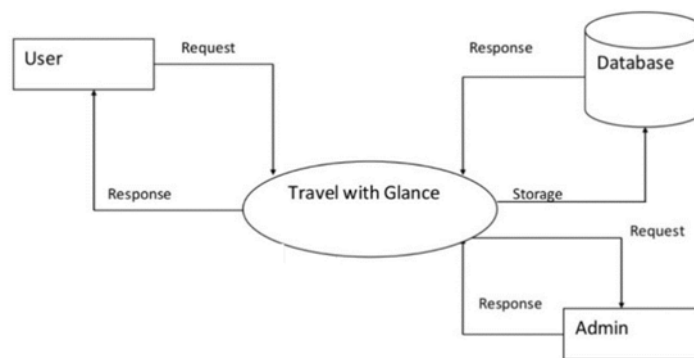 Request
Response
User
Database
Response
Travel with Glance
Storage
Request
Response
Admin